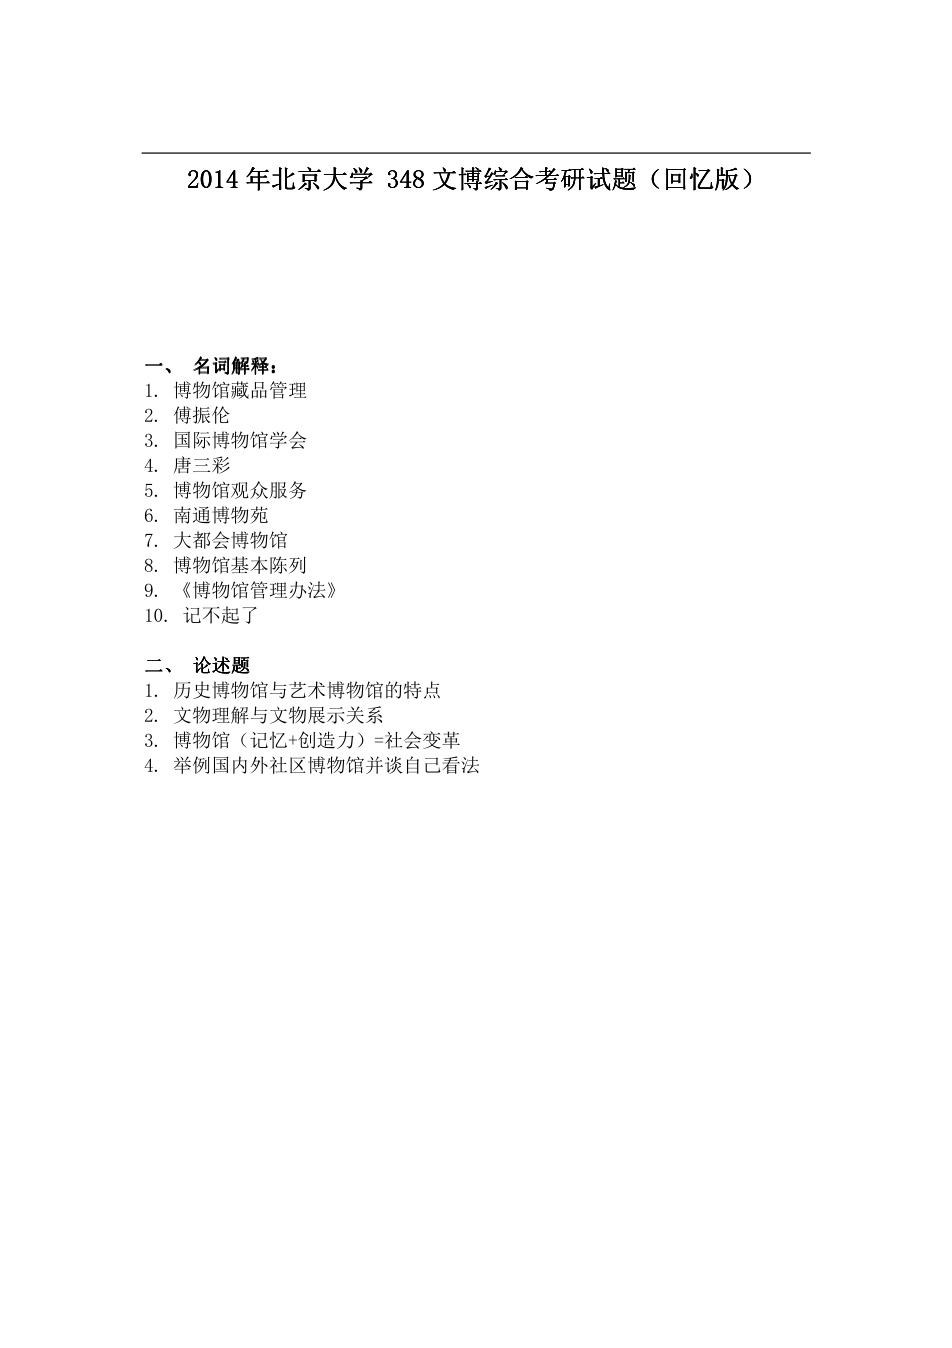 2014 年北京大学 348 文博综合考研试题（回忆版）
一、 名词解释：
1. 博物馆藏品管理
2. 傅振伦
3. 国际博物馆学会
4. 唐三彩
5. 博物馆观众服务
6. 南通博物苑
7. 大都会博物馆
8. 博物馆基本陈列
9. 《博物馆管理办法》
10. 记不起了
二、 论述题
1. 历史博物馆与艺术博物馆的特点
2. 文物理解与文物展示关系
3. 博物馆（记忆+创造力）=社会变革
4. 举例国内外社区博物馆并谈自己看法